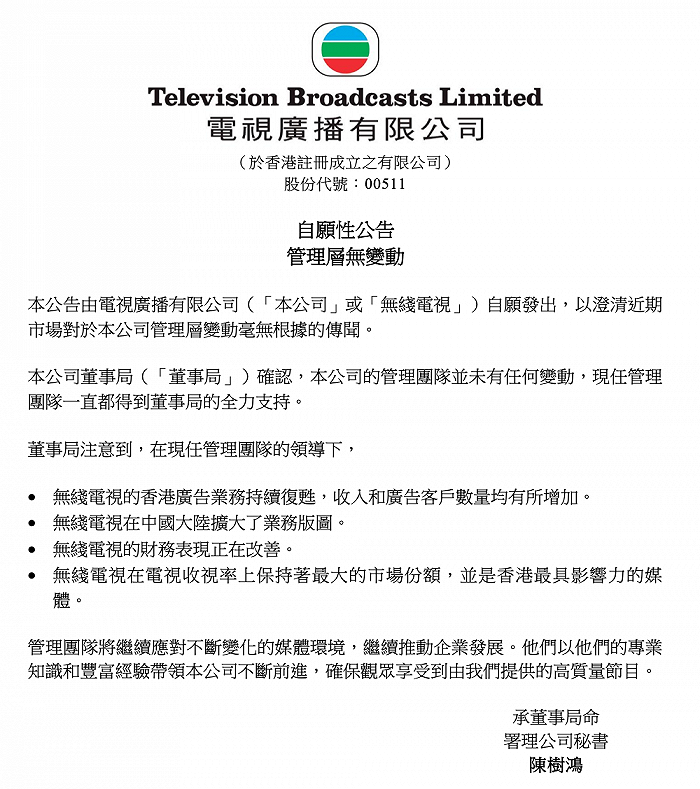 Television Broadcasts Limited
電視廣播有限公司
（於香港註冊成立之有限公司）
股份代號：00511
自願性公告
管理層無變動
本公告由電視廣播有限公司（「本公司」或「無綫電視」）自願發出，以澄清近期
市場對於本公司管理層變動毫無根據的傳聞。
本公司董事局（「董事局」）確認，本公司的管理團隊並未有任何變動，現任管理
團隊一直都得到董事局的全力支持。
董事局注意到，在現任管理團隊的領導下，
• 無綫電視的香港廣告業務持續復甦，收入和廣告客戶數量均有所增加。
• 無綫電視在中國大陸擴大了業務版圖。
• 無綫電視的財務表現正在改善。
• 無綫電視在電視收視率上保持著最大的市場份額，並是香港最具影響力的媒
體。
管理團隊將繼續應對不斷變化的媒體環境，繼續推動企業發展。他們以他們的專業
知識和豐富經驗帶領本公司不斷前進，確保觀眾享受到由我們提供的高質量節目。
承董事局命
署理公司秘書
陳樹鴻